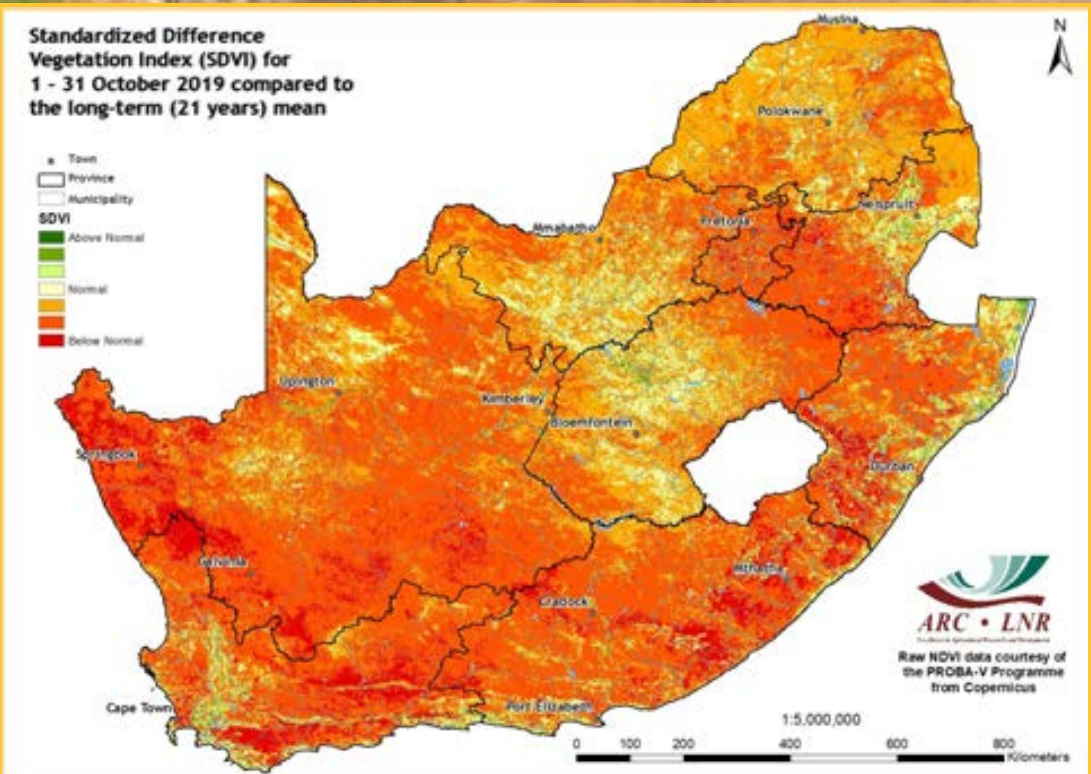 Standardized Difference
Vegetation Index (SDVI) for
1 - 31 October 2019 compared to
the long-term (21 years) mean
Town
Province
Municipality
SDVI
Above Normal
Normal
Below Normal
N
Musina
Polokwane
Nelspruit
Pretoria
Mmabatho
Upington
Kimberley
Bloemfontein
Springbok
Durban
Calvinia
Mthatha
Cradock
Cape Town
Port Elizabeth
ARC • LNR
Raw NDVI data courtesy of
the PROBA-V Programme
from Copernicus
1:5,000,000
0 100 200 400 600 800
Kilometers